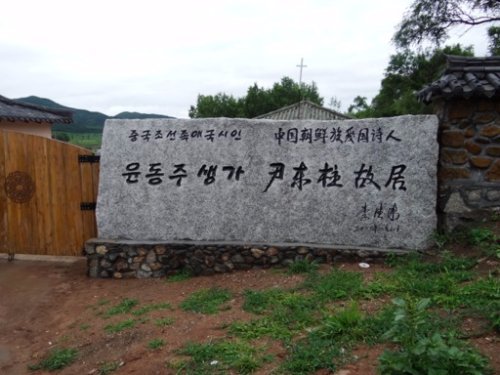 중국조선족애국시인 中国朝鲜族爱国诗人
윤동주생가 尹东柱故居